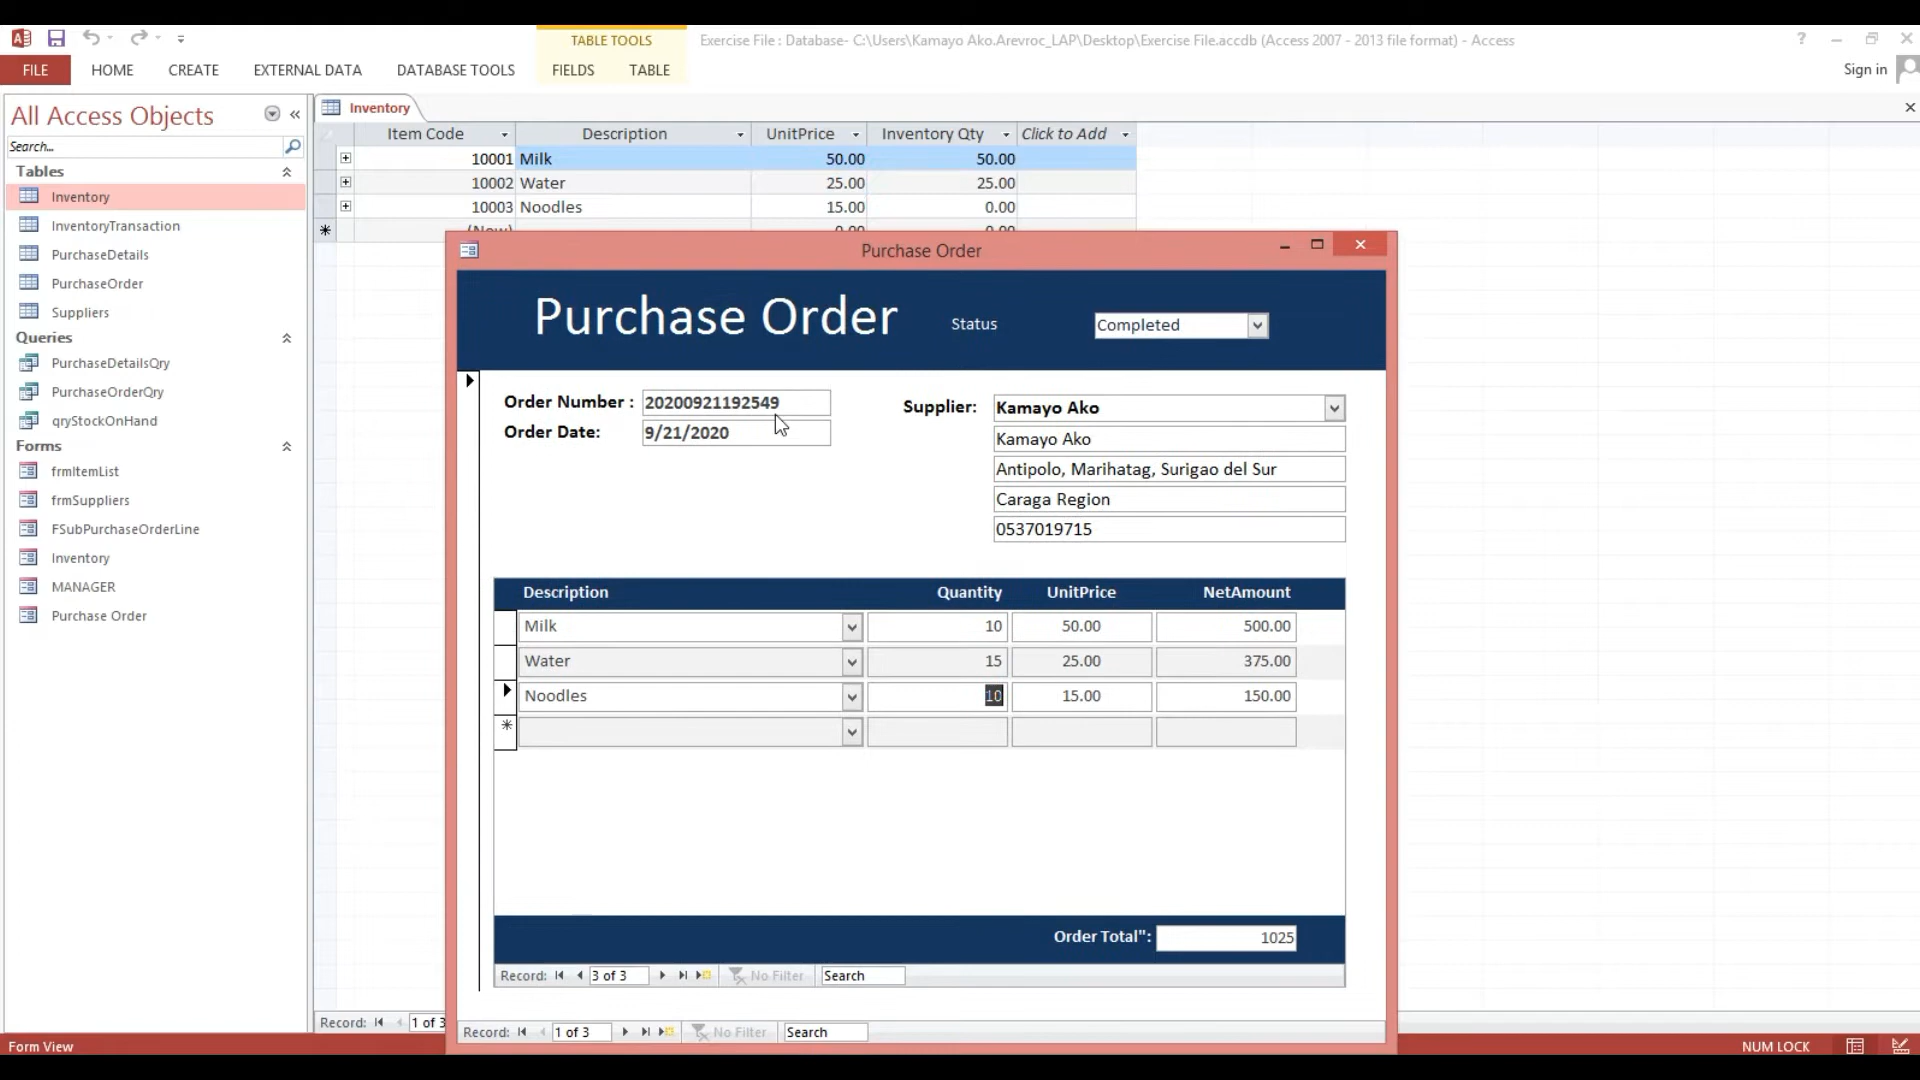 TABLE TOOLS
Exercise File : Database- C:\Users\Kamayo Ako.Arevroc_LAP\Desktop\Exercise File.accdb (Access 2007 - 2013 file format) - Access
FILE HOME CREATE EXTERNAL DATA DATABASE TOOLS FIELDS TABLE Sign in
All Access Objects
Search...
Tables
Inventory
InventoryTransaction
PurchaseDetails
PurchaseOrder
Suppliers
Queries
PurchaseDetailsQry
PurchaseOrderQry
qryStockOnHand
Forms
frmItemList
frmSuppliers
FSubPurchaseOrderLine
Inventory
MANAGER
Purchase Order
Inventory
Item Code Description UnitPrice Inventory Qty Click to Add
10001 Milk 50.00 50.00
10002 Water 25.00 25.00
10003 Noodles 15.00 0.00
(New) 0.00 0.00
Record: 1 of 3
Purchase Order
Purchase Order Status Completed
Order Number : 20200921192549
Order Date: 9/21/2020
Supplier: Kamayo Ako
Kamayo Ako
Antipolo, Marihatag, Surigao del Sur
Caraga Region
0537019715
Description Quantity UnitPrice NetAmount
Milk 10 50.00 500.00
Water 15 25.00 375.00
Noodles 10 15.00 150.00
Order Total": 1025
Record: 3 of 3 No Filter Search
Record: 1 of 3 No Filter Search
Form View NUM LOCK